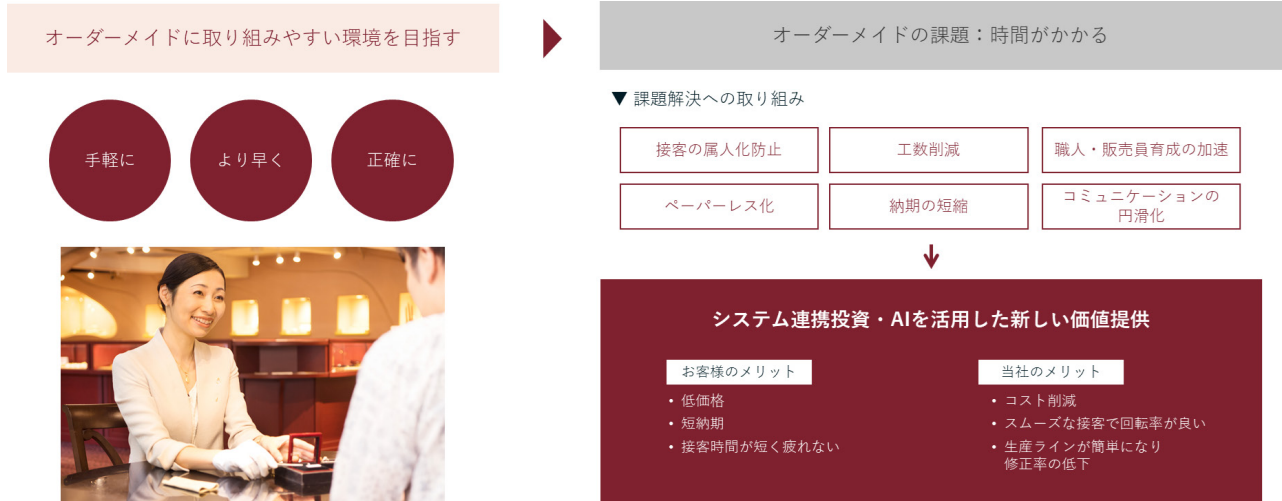 オーダーメイドに取り組みやすい環境を目指す
手軽に
より早く
正確に
オーダーメイドの課題：時間がかかる
▼ 課題解決への取り組み
接客の属人化防止
工数削減
職人・販売員育成の加速
ペーパーレス化
納期の短縮
コミュニケーションの
円滑化
システム連携投資・AIを活用した新しい価値提供
お客様のメリット
• 低価格
• 短納期
• 接客時間が短く疲れない
当社のメリット
• コスト削減
• スムーズな接客で回転率が良い
• 生産ラインが簡単になり
修正率の低下